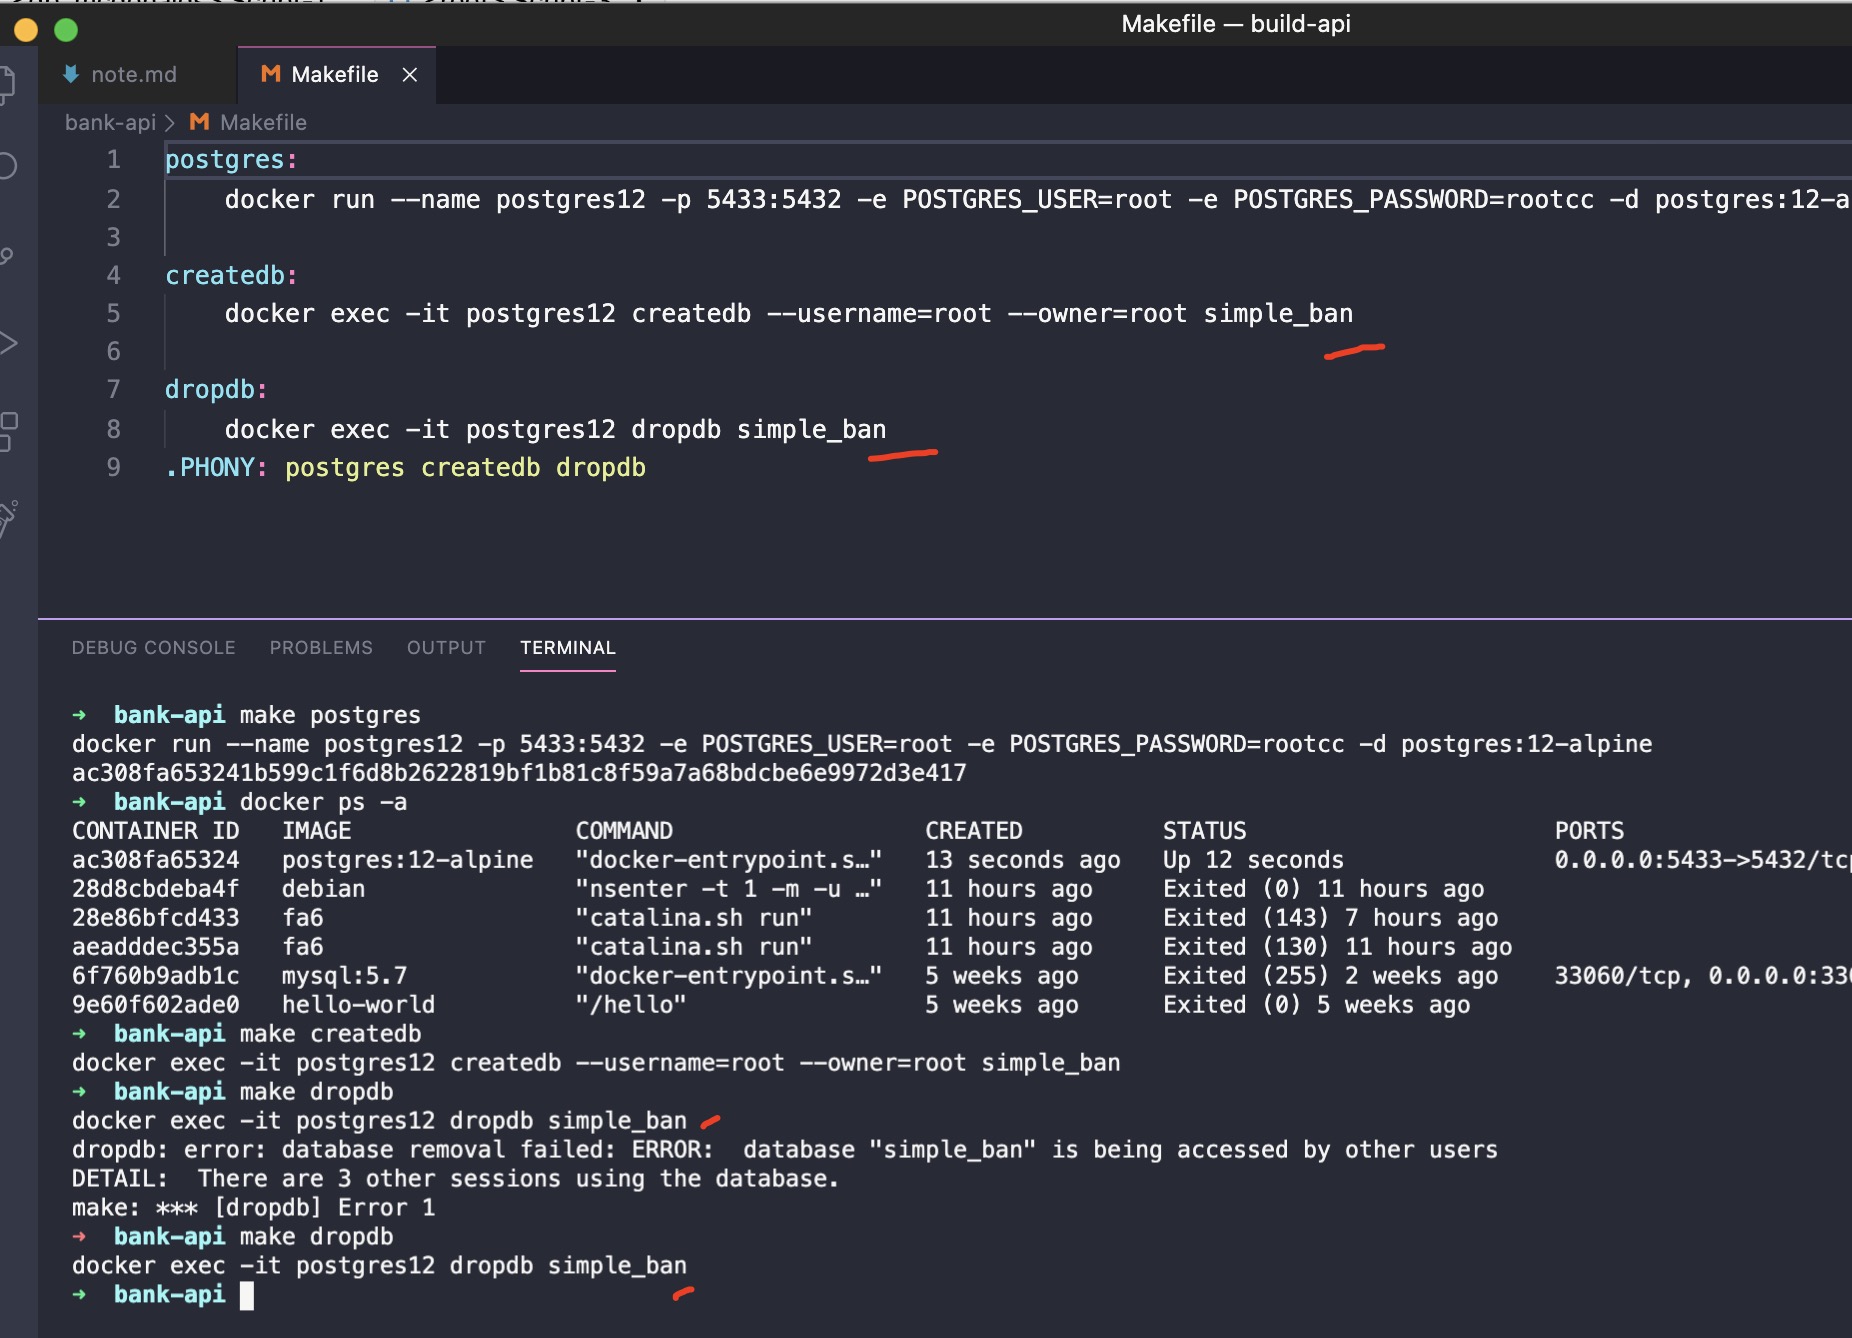 Makefile — build-api
note.md
Makefile
bank-api > Makefile
1 postgres:
2 docker run --name postgres12 -p 5433:5432 -e POSTGRES_USER=root -e POSTGRES_PASSWORD=rootcc -d postgres:12-a
3
4 createdb:
5 docker exec -it postgres12 createdb --username=root --owner=root simple_ban
6
7 dropdb:
8 docker exec -it postgres12 dropdb simple_ban
9 .PHONY: postgres createdb dropdb
DEBUG CONSOLE PROBLEMS OUTPUT TERMINAL
➜ bank-api make postgres
docker run --name postgres12 -p 5433:5432 -e POSTGRES_USER=root -e POSTGRES_PASSWORD=rootcc -d postgres:12-alpine
ac308fa653241b599c1f6d8b2622819bf1b81c8f59a7a68bdcbe6e9972d3e417
➜ bank-api docker ps -a
CONTAINER ID IMAGE COMMAND CREATED STATUS PORTS
ac308fa65324 postgres:12-alpine "docker-entrypoint.s…" 13 seconds ago Up 12 seconds 0.0.0.0:5433->5432/tcp
28d8cbdeba4f debian "nsenter -t 1 -m -u …" 11 hours ago Exited (0) 11 hours ago
28e86bfcd433 fa6 "catalina.sh run" 11 hours ago Exited (143) 7 hours ago
aeadddec355a fa6 "catalina.sh run" 11 hours ago Exited (130) 11 hours ago
6f760b9adb1c mysql:5.7 "docker-entrypoint.s…" 5 weeks ago Exited (255) 2 weeks ago 33060/tcp, 0.0.0.0:330
9e60f602ade0 hello-world "/hello" 5 weeks ago Exited (0) 5 weeks ago
➜ bank-api make createdb
docker exec -it postgres12 createdb --username=root --owner=root simple_ban
➜ bank-api make dropdb
docker exec -it postgres12 dropdb simple_ban
dropdb: error: database removal failed: ERROR:  database "simple_ban" is being accessed by other users
DETAIL:  There are 3 other sessions using the database.
make: *** [dropdb] Error 1
➜ bank-api make dropdb
docker exec -it postgres12 dropdb simple_ban
➜ bank-api